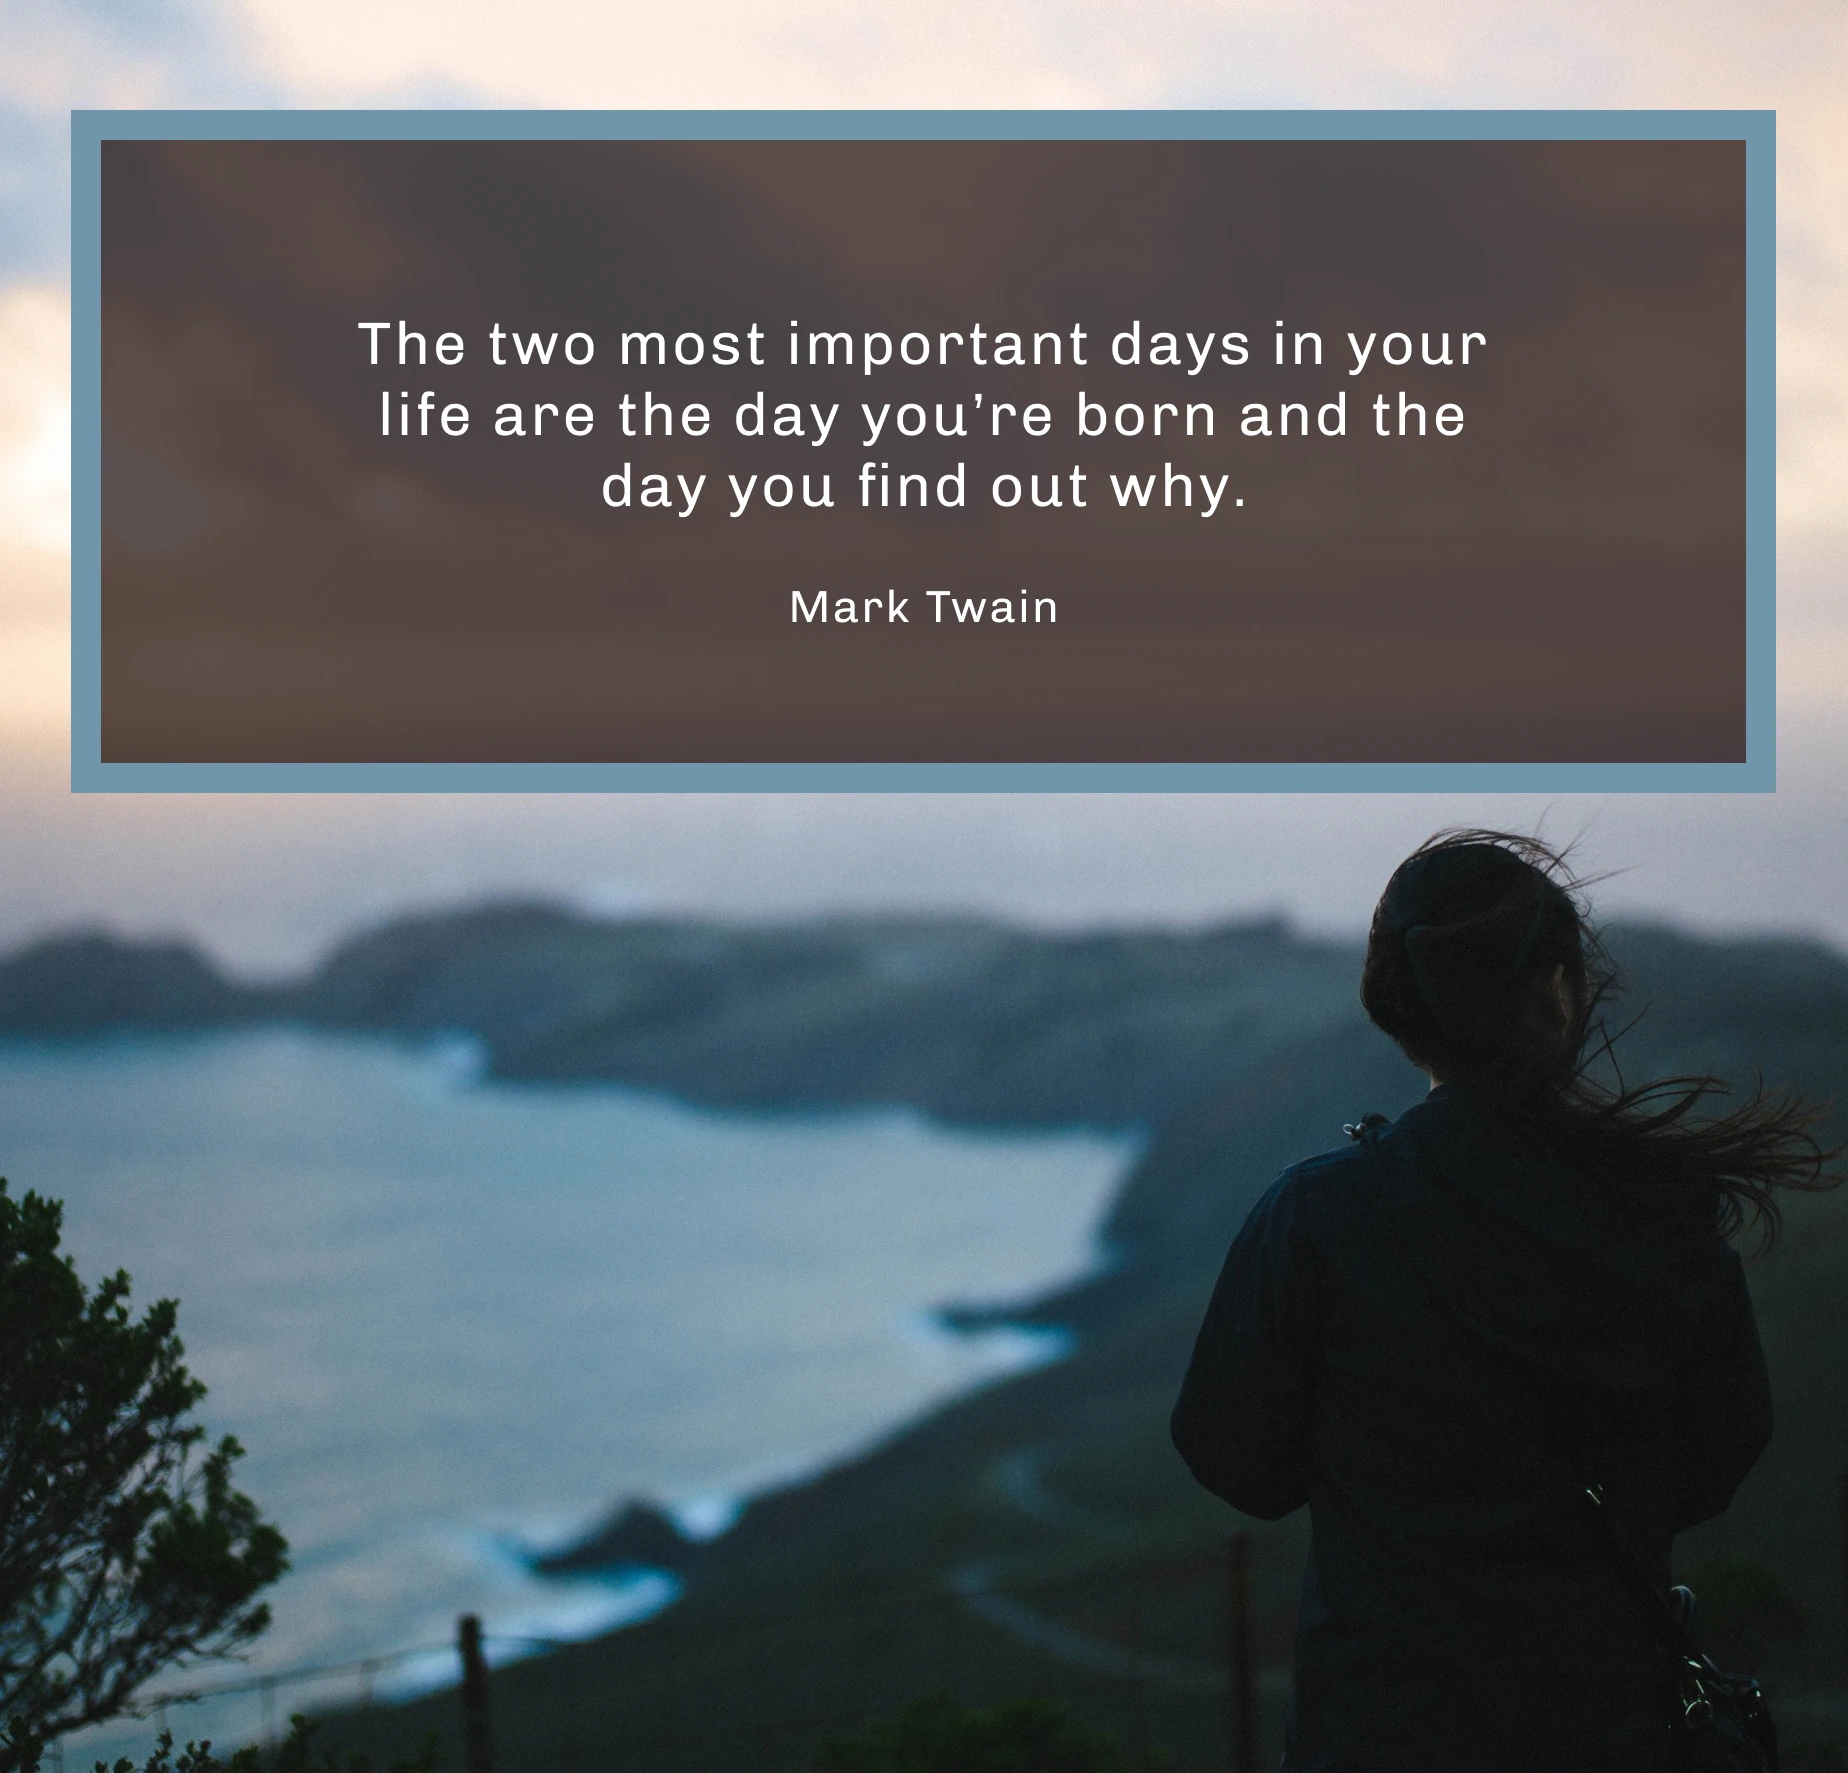 The two most important days in your
life are the day you’re born and the
day you find out why.
Mark Twain